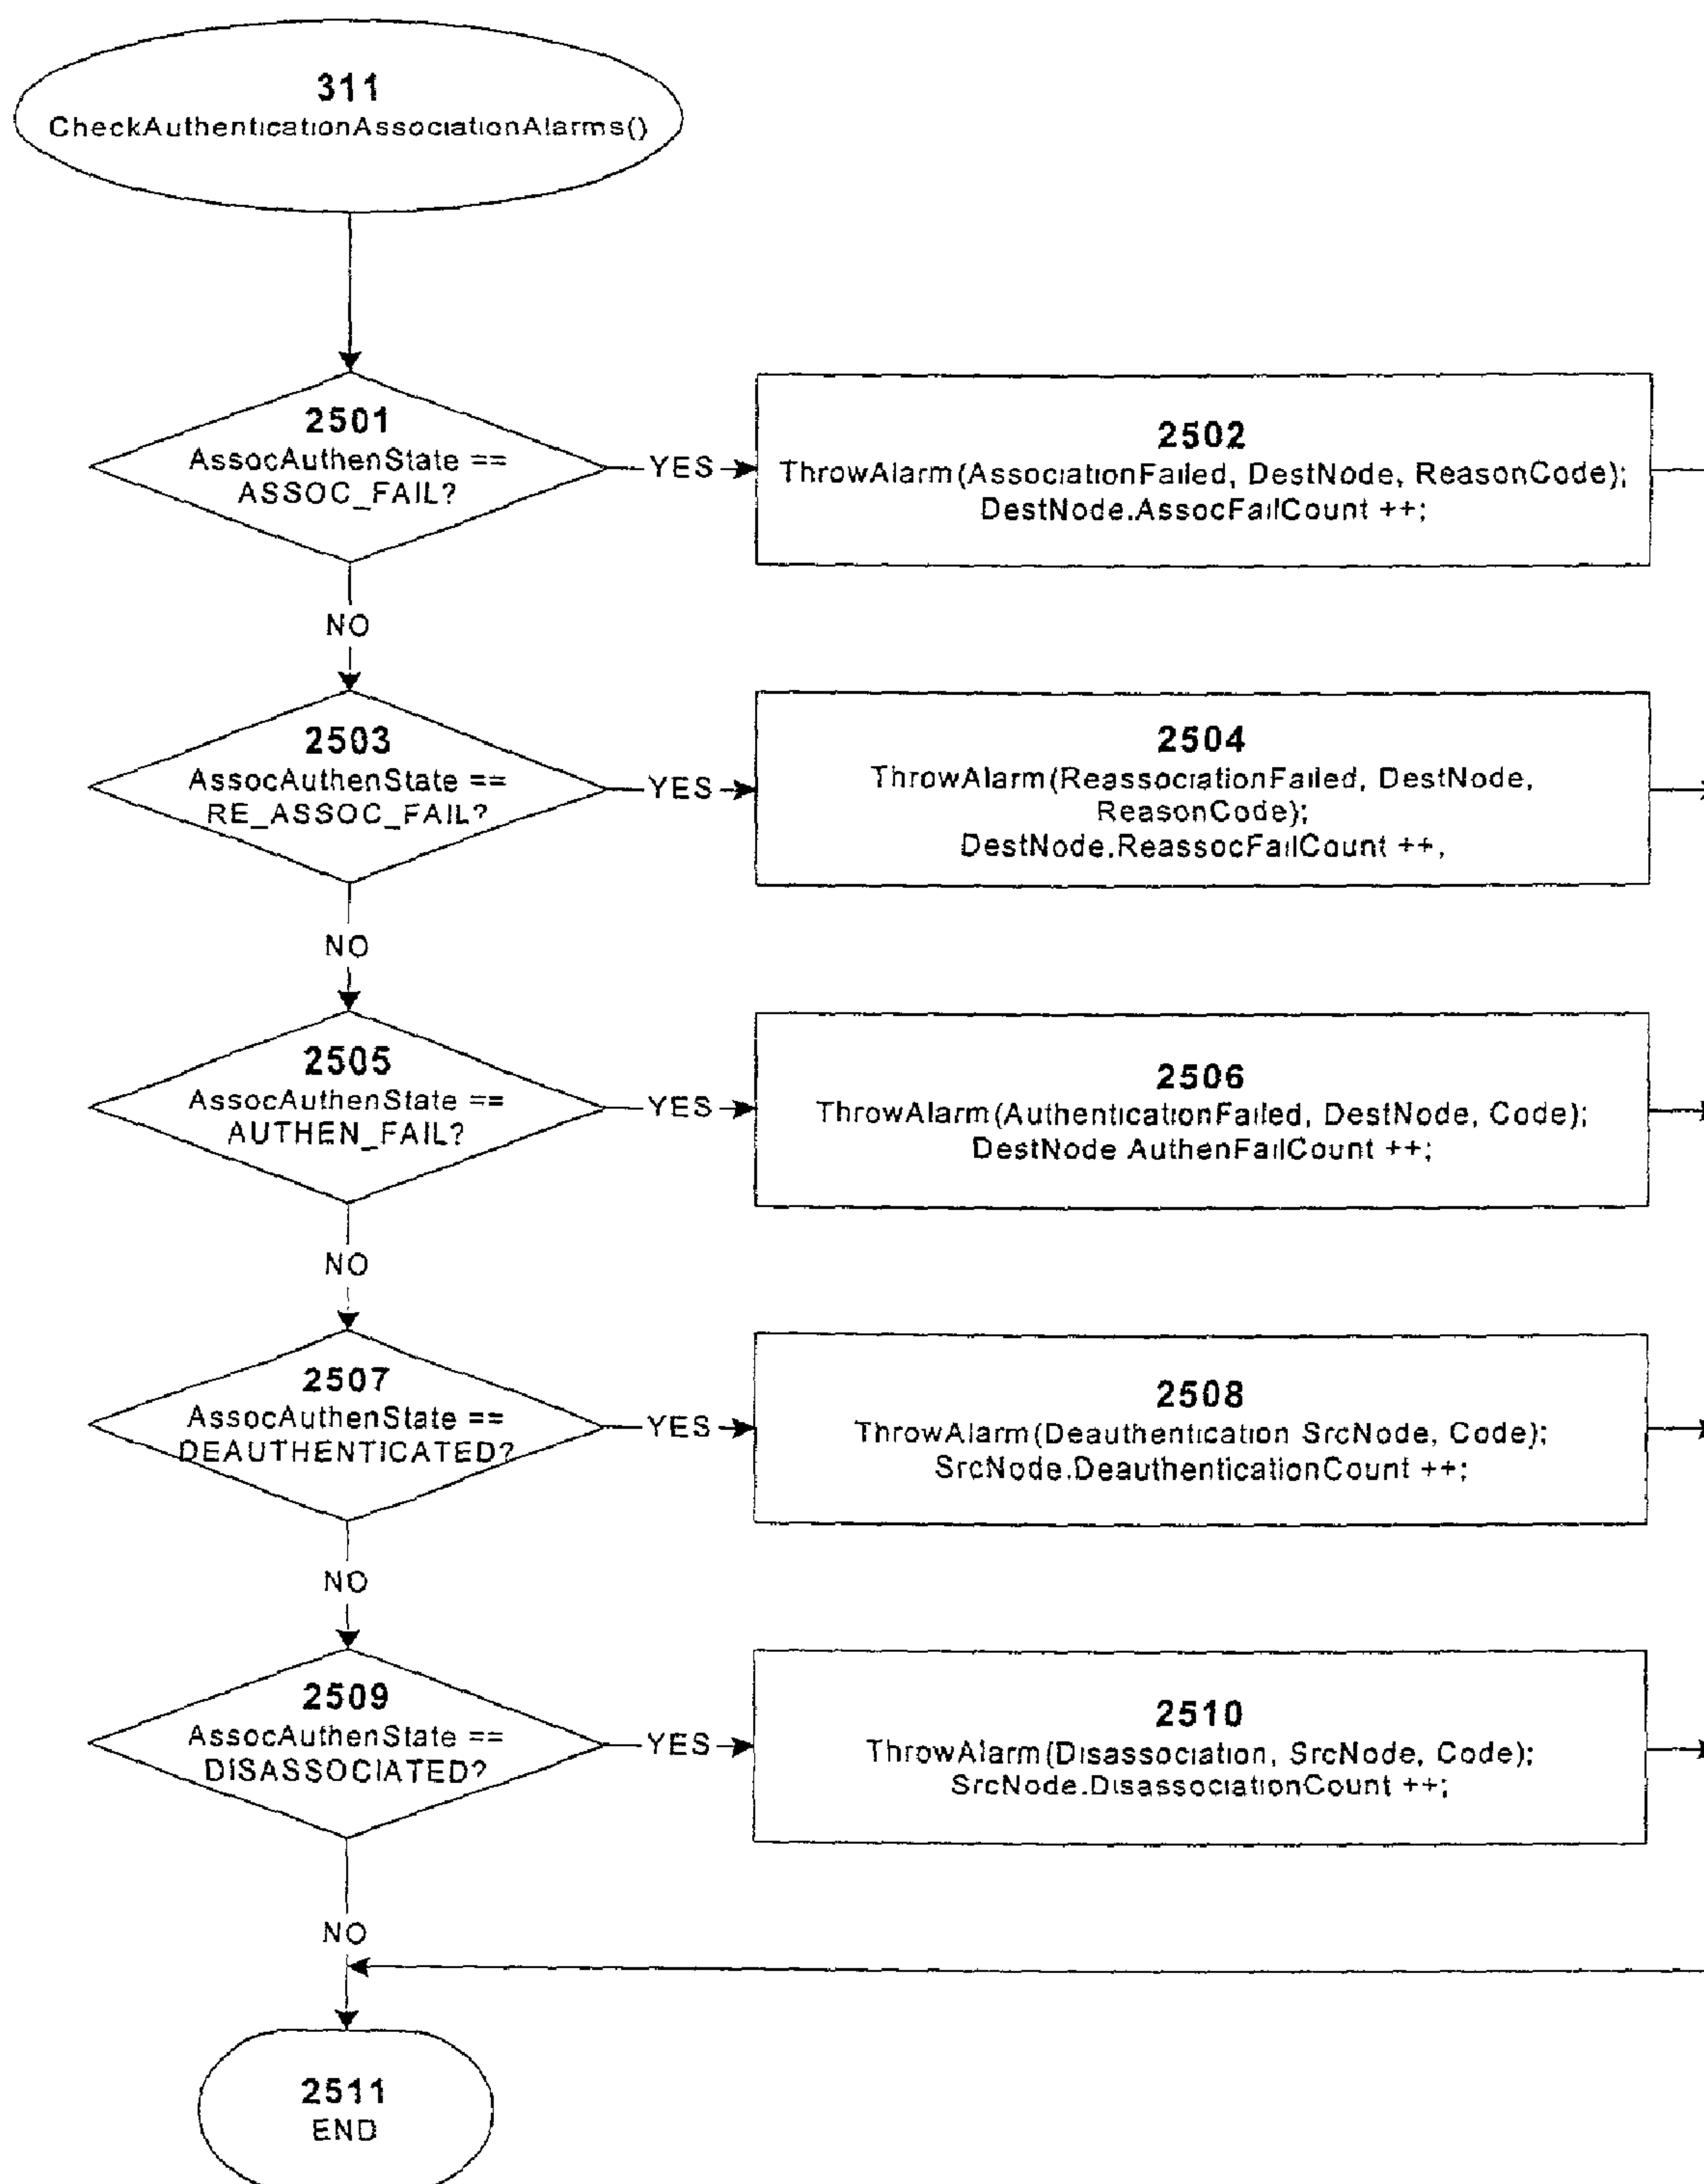 311
CheckAuthenticationAssociationAlarms()
2501
AssocAuthenState ==
ASSOC_FAIL?
YES
2502
ThrowAlarm(AssociationFailed, DestNode, ReasonCode);
DestNode.AssocFailCount ++;
NO
2503
AssocAuthenState ==
RE_ASSOC_FAIL?
YES
2504
ThrowAlarm(ReassociationFailed, DestNode,
ReasonCode);
DestNode.ReassocFailCount ++,
NO
2505
AssocAuthenState ==
AUTHEN_FAIL?
YES
2506
ThrowAlarm(AuthenticationFailed, DestNode, Code);
DestNode AuthenFailCount ++;
NO
2507
AssocAuthenState ==
DEAUTHENTICATED?
YES
2508
ThrowAlarm(Deauthentication SrcNode, Code);
SrcNode.DeauthenticationCount ++;
NO
2509
AssocAuthenState ==
DISASSOCIATED?
YES
2510
ThrowAlarm(Disassociation, SrcNode, Code);
SrcNode.DisassociationCount ++;
NO
2511
END